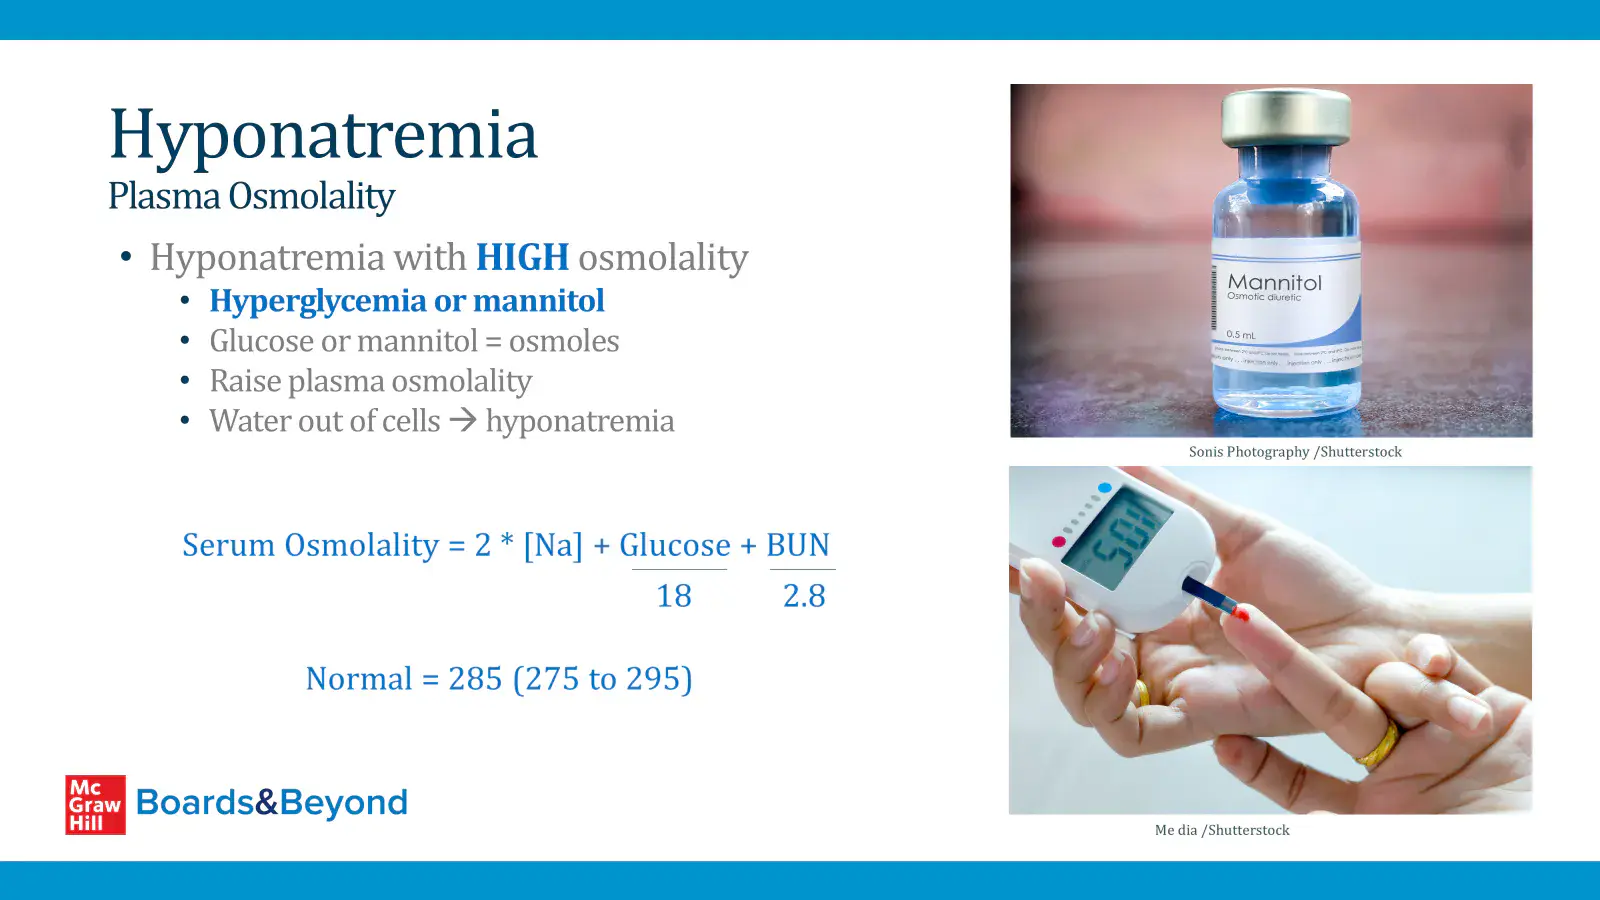 Hyponatremia
Plasma Osmolality
• Hyponatremia with HIGH osmolality
• Hyperglycemia or mannitol
• Glucose or mannitol = osmoles
• Raise plasma osmolality
• Water out of cells → hyponatremia
Serum Osmolality = 2 * [Na] + Glucose + BUN
18 2.8
Normal = 285 (275 to 295)
Mc
Graw
Hill
Boards&Beyond
Mannitol
Osmotic diuretic
0.5 mL
Sonis Photography /Shutterstock
Me dia /Shutterstock